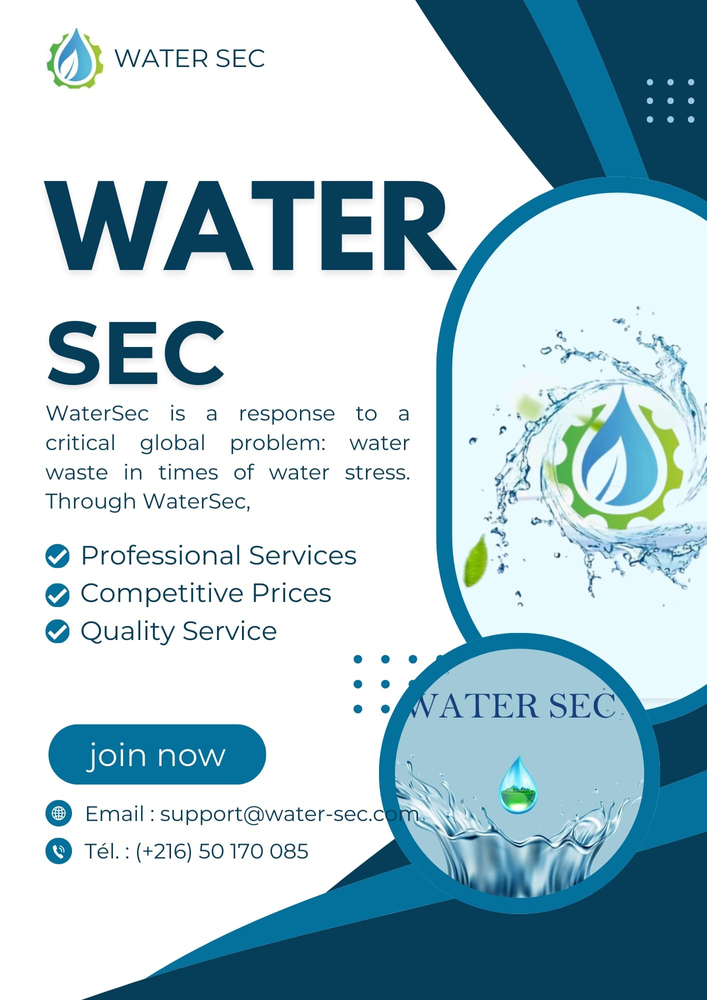 WATER SEC
WATER
SEC
WaterSec is a response to a
critical global problem: water
waste in times of water stress.
Through WaterSec,
Professional Services
Competitive Prices
Quality Service
WATER SEC
join now
Email : support@water-sec.com
Tél. : (+216) 50 170 085